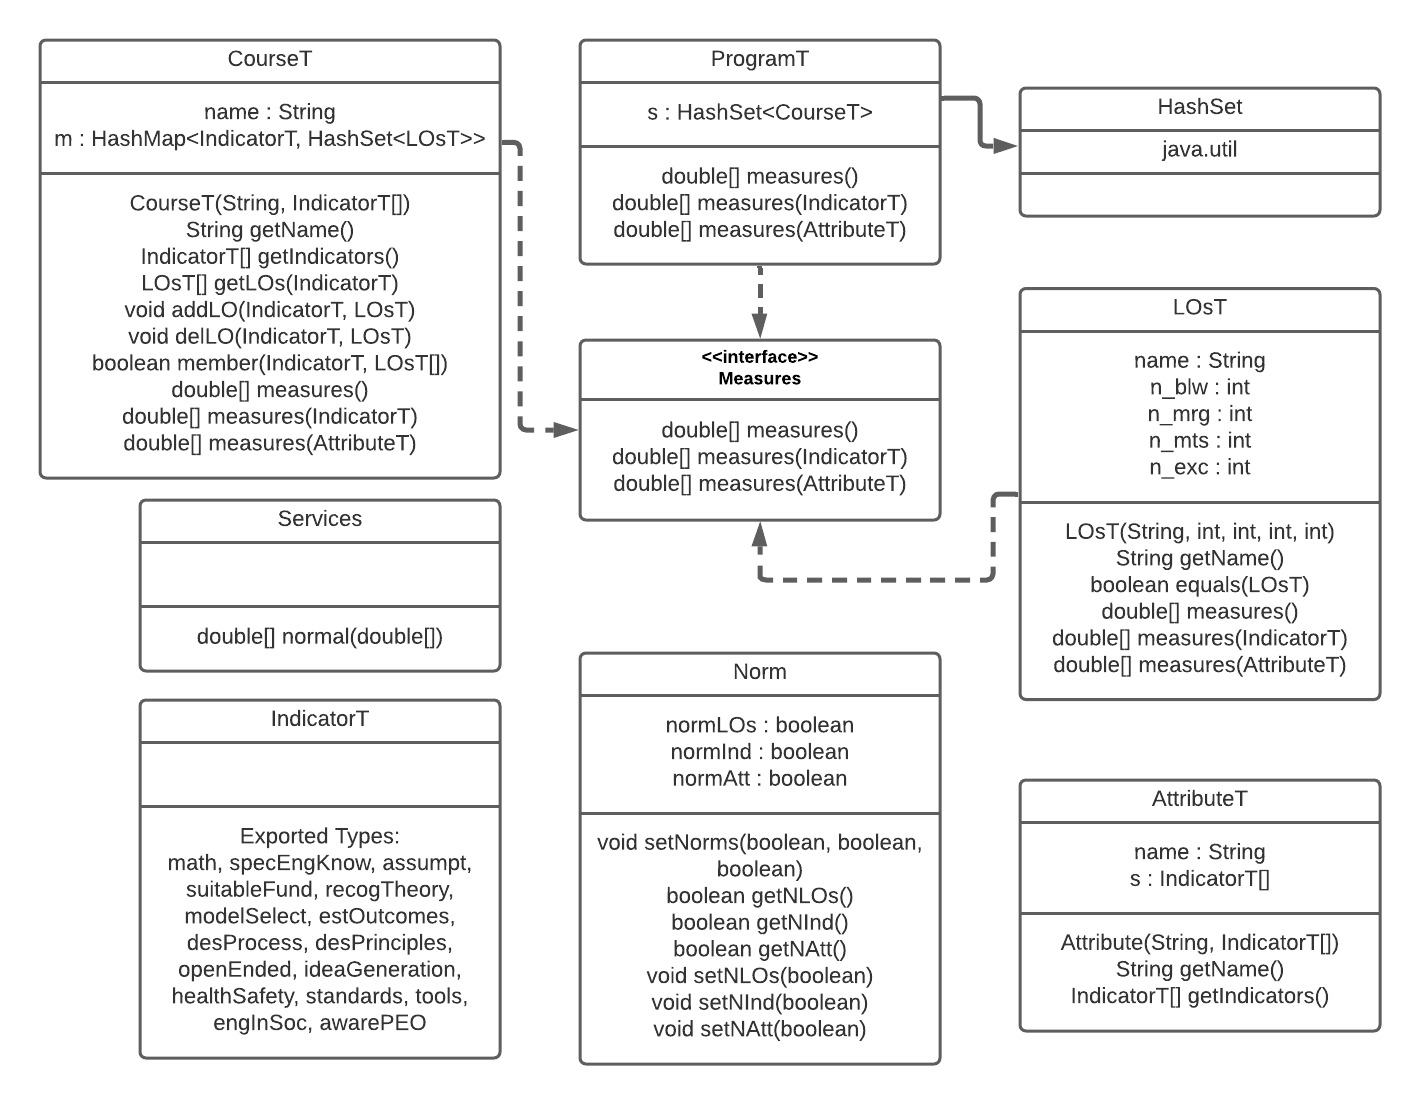 CourseT
name : String
m : HashMap<IndicatorT, HashSet<LOsT>>
CourseT(String, IndicatorT[])
String getName()
IndicatorT[] getIndicators()
LOsT[] getLOs(IndicatorT)
void addLO(IndicatorT, LOsT)
void delLO(IndicatorT, LOsT)
boolean member(IndicatorT, LOsT[])
double[] measures()
double[] measures(IndicatorT)
double[] measures(AttributeT)
ProgramT
s : HashSet<CourseT>
double[] measures()
double[] measures(IndicatorT)
double[] measures(AttributeT)
HashSet
java.util
<<interface>>
Measures
double[] measures()
double[] measures(IndicatorT)
double[] measures(AttributeT)
LOsT
name : String
n_blw : int
n_mrg : int
n_mts : int
n_exc : int
LOsT(String, int, int, int, int)
String getName()
boolean equals(LOsT)
double[] measures()
double[] measures(IndicatorT)
double[] measures(AttributeT)
Services
double[] normal(double[])
IndicatorT
Exported Types:
math, specEngKnow, assumpt,
suitableFund, recogTheory,
modelSelect, estOutcomes,
desProcess, desPrinciples,
openEnded, ideaGeneration,
healthSafety, standards, tools,
engInSoc, awarePEO
Norm
normLOs : boolean
normInd : boolean
normAtt : boolean
void setNorms(boolean, boolean,
boolean)
boolean getNLOs()
boolean getNInd()
boolean getNAtt()
void setNLOs(boolean)
void setNInd(boolean)
void setNAtt(boolean)
AttributeT
name : String
s : IndicatorT[]
Attribute(String, IndicatorT[])
String getName()
IndicatorT[] getIndicators()